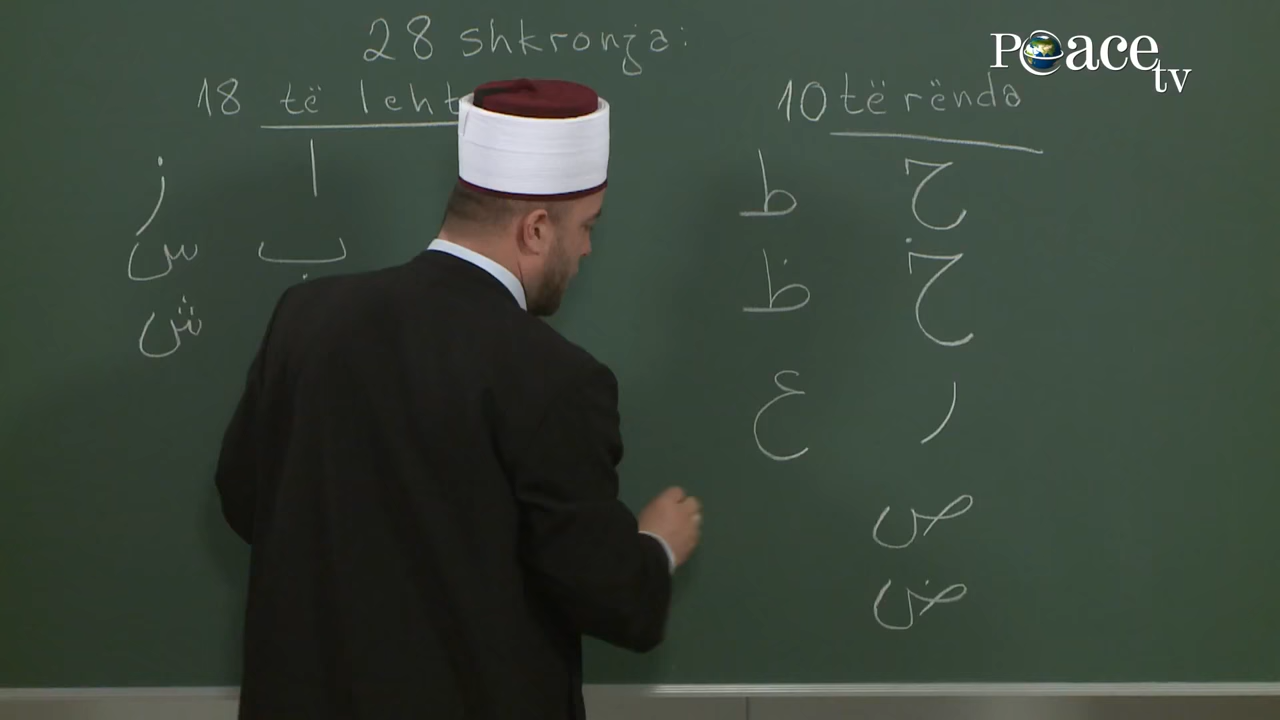 28 shkronja:
18 të leht
10 të rënda
ا
ز
ب
س
ش
ح
ط
خ
ظ
ر
ع
ص
ض
Peace tv